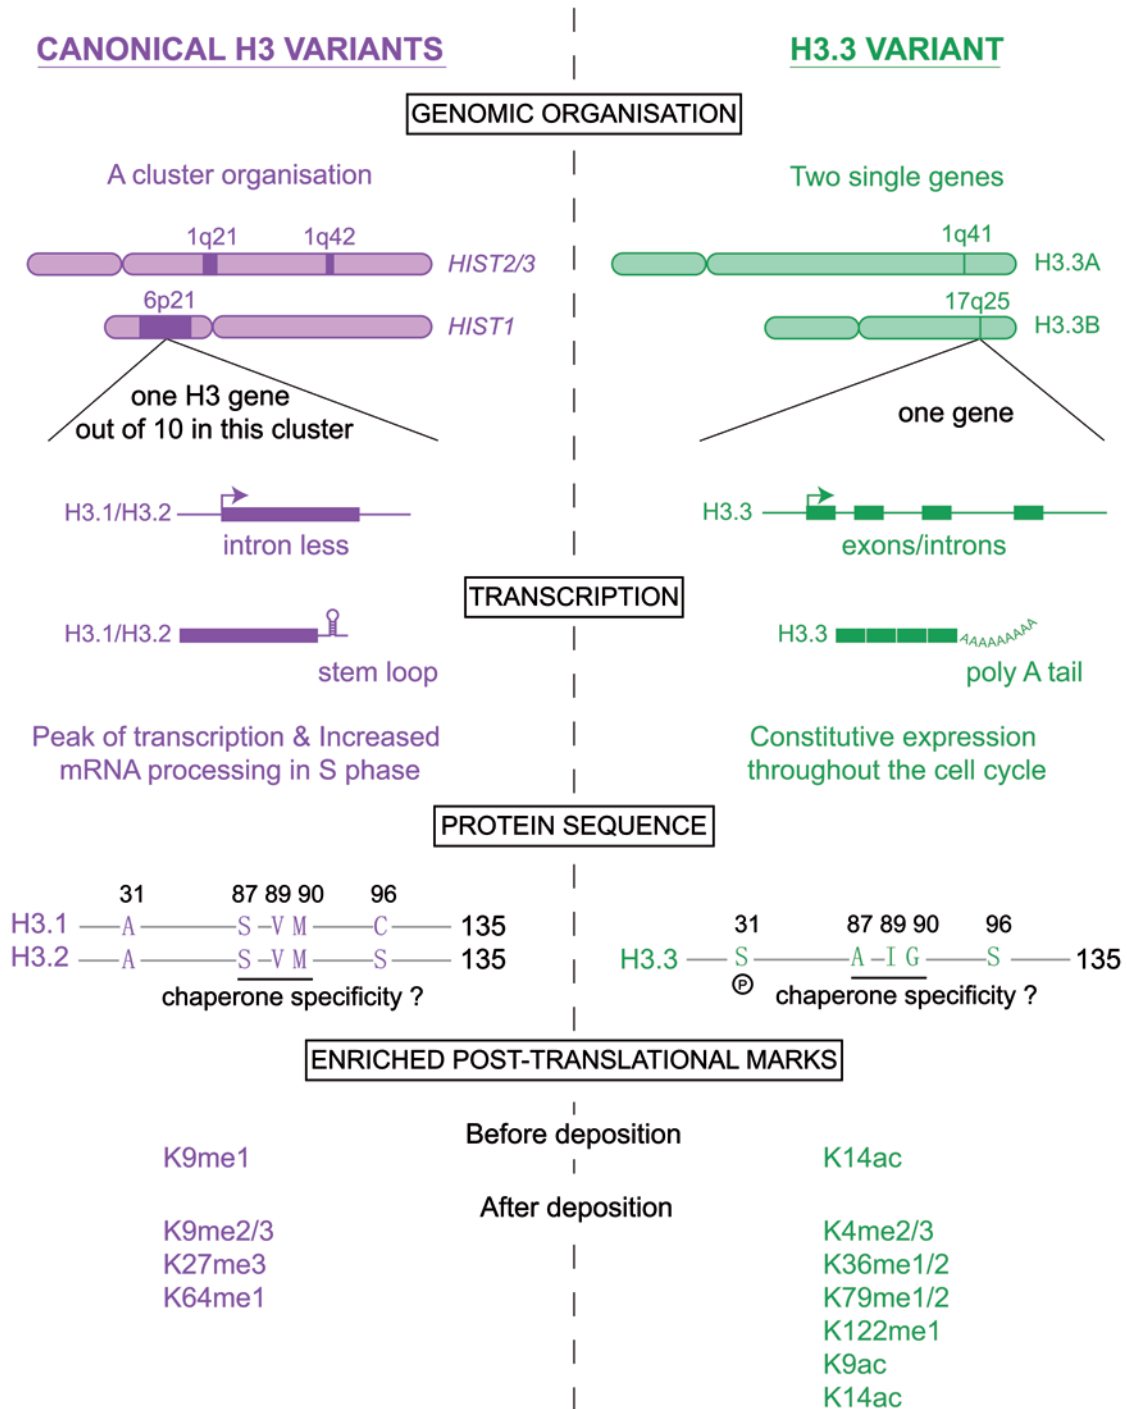 CANONICAL H3 VARIANTS
H3.3 VARIANT
GENOMIC ORGANISATION
A cluster organisation
Two single genes
1q21 1q42
HIST2/3
1q41
H3.3A
6p21
HIST1
17q25
H3.3B
one H3 gene
out of 10 in this cluster
one gene
H3.1/H3.2
intron less
H3.3
exons/introns
TRANSCRIPTION
H3.1/H3.2
stem loop
H3.3
AAAAAAAAA
poly A tail
Peak of transcription & Increased
mRNA processing in S phase
Constitutive expression
throughout the cell cycle
PROTEIN SEQUENCE
31 87 89 90 96
H3.1 A S V M C 135
H3.2 A S V M S 135
chaperone specificity ?
31 87 89 90 96
H3.3 S A I G S 135
P
chaperone specificity ?
ENRICHED POST-TRANSLATIONAL MARKS
Before deposition
K9me1
K14ac
After deposition
K9me2/3
K27me3
K64me1
K4me2/3
K36me1/2
K79me1/2
K122me1
K9ac
K14ac